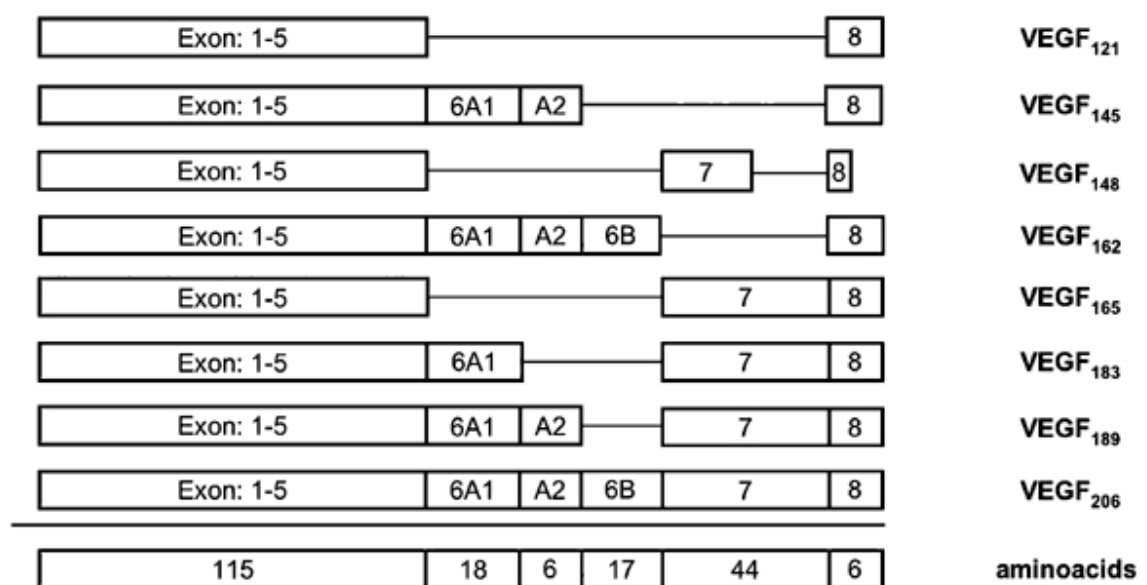 Exon: 1-5 8 VEGF121
Exon: 1-5 6A1 A2 8 VEGF145
Exon: 1-5 7 8 VEGF148
Exon: 1-5 6A1 A2 6B 8 VEGF162
Exon: 1-5 7 8 VEGF165
Exon: 1-5 6A1 7 8 VEGF183
Exon: 1-5 6A1 A2 7 8 VEGF189
Exon: 1-5 6A1 A2 6B 7 8 VEGF206
115 18 6 17 44 6 aminoacids